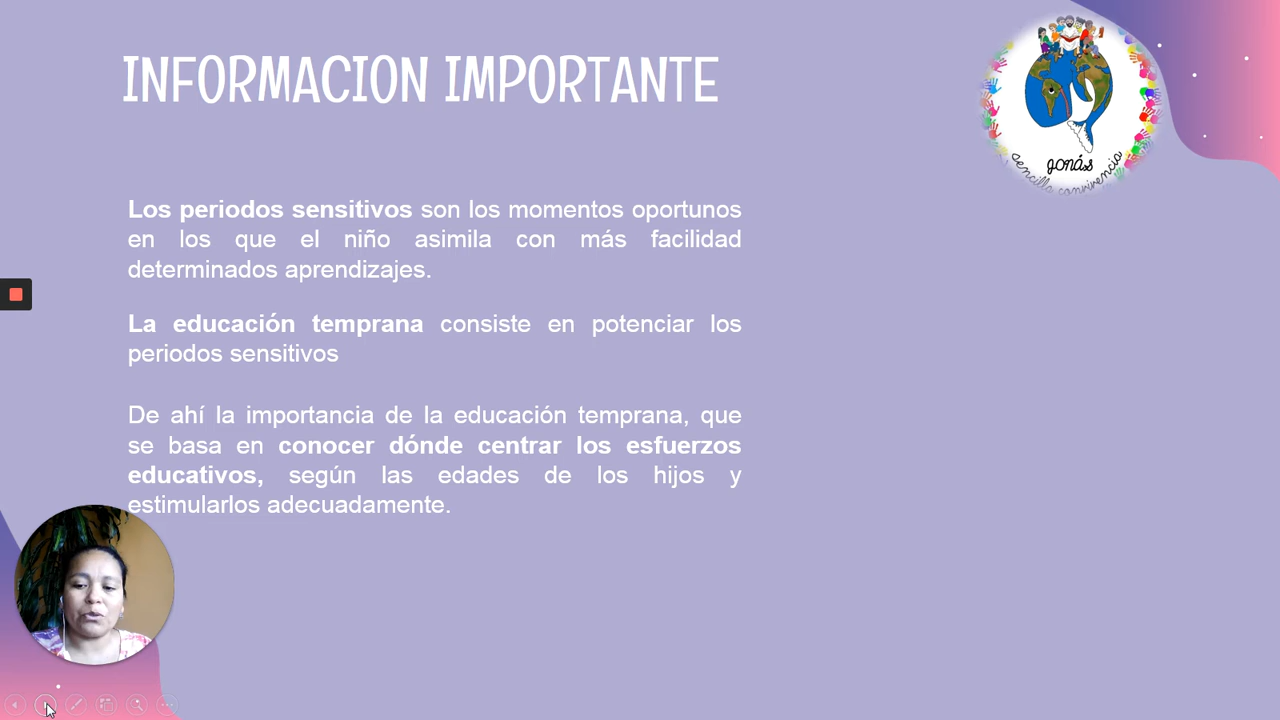 INFORMACION IMPORTANTE
gonás
sencilla convivencia
Los periodos sensitivos son los momentos oportunos
en los que el niño asimila con más facilidad
determinados aprendizajes.
La educación temprana consiste en potenciar los
periodos sensitivos
De ahí la importancia de la educación temprana, que
se basa en conocer dónde centrar los esfuerzos
educativos, según las edades de los hijos y
estimularlos adecuadamente.